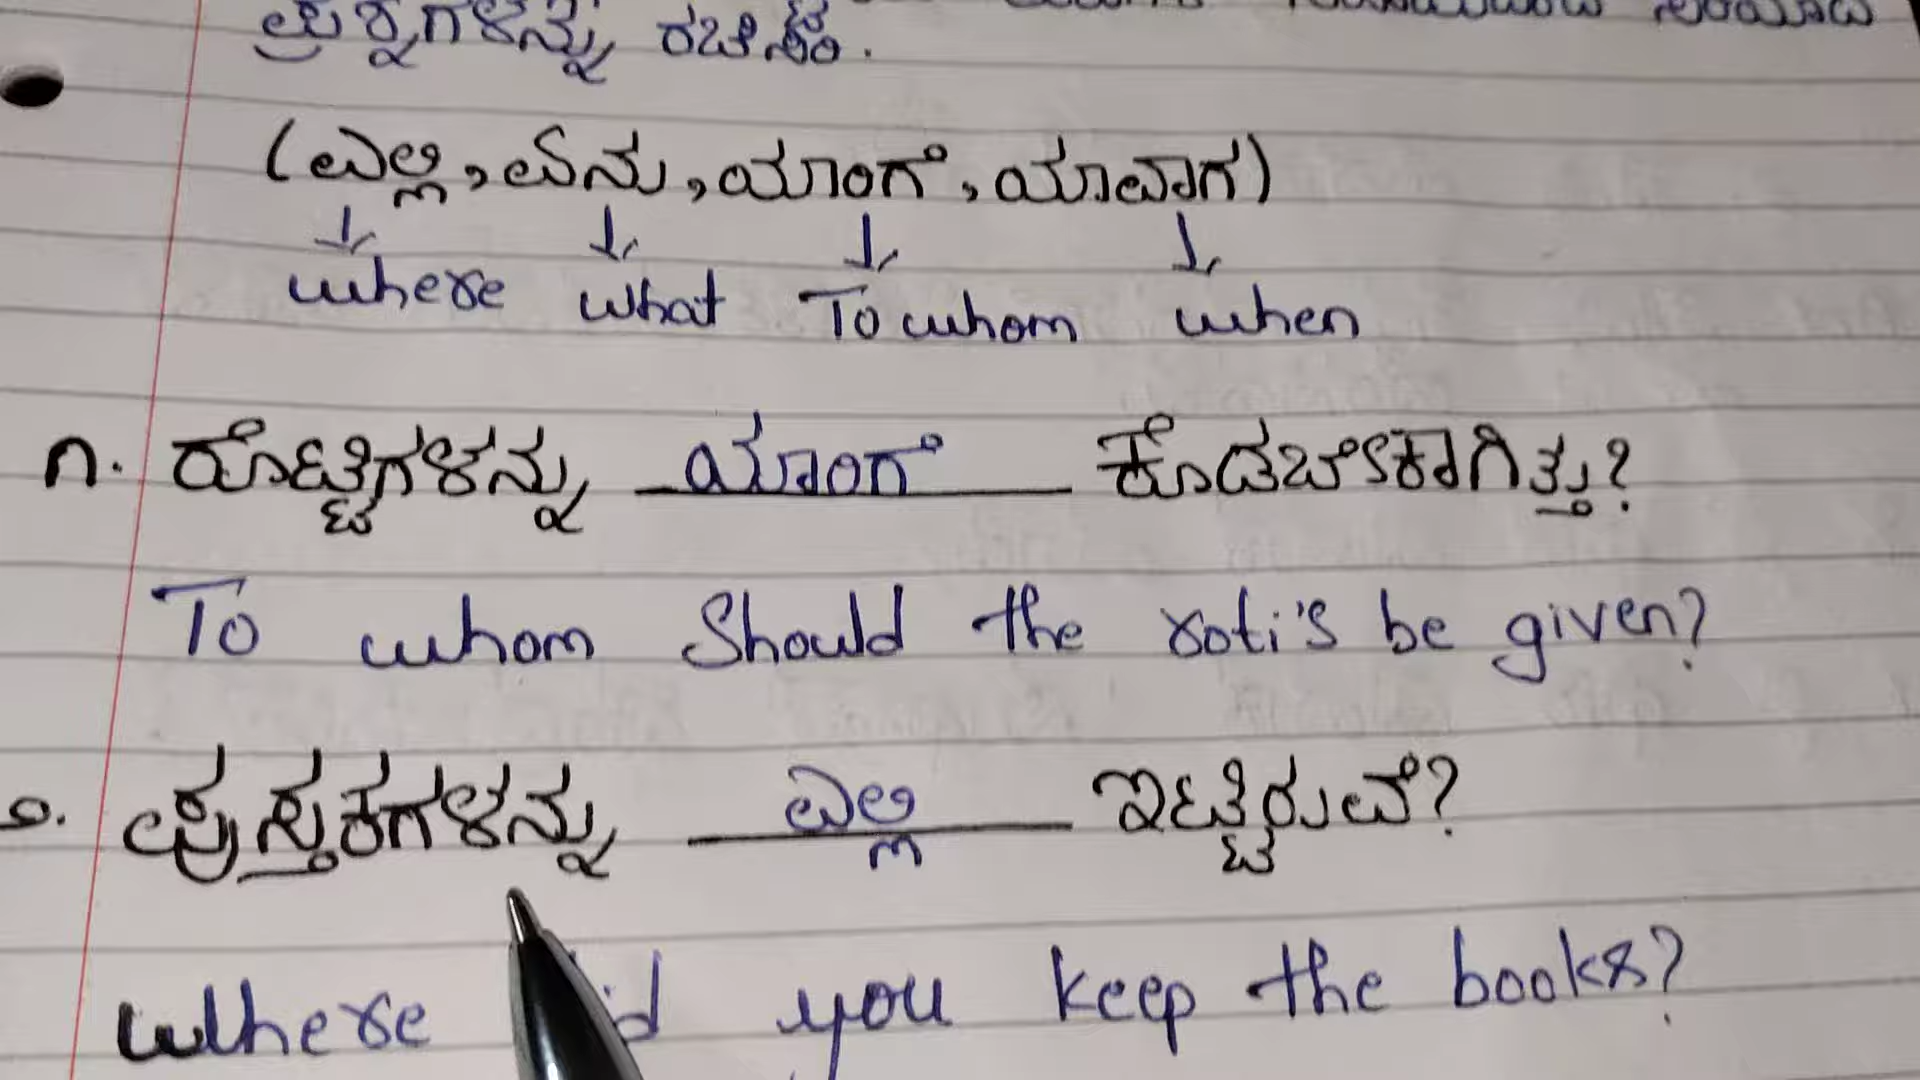 ಪ್ರಶ್ನೆಗಳನ್ನು ರಚಿಸಿ.
(ಎಲ್ಲಿ, ಏನು, ಯಾರಿಗೆ, ಯಾವಾಗ)
where what To whom when
೧. ರೊಟ್ಟಿಗಳನ್ನು ಯಾರಿಗೆ ಕೊಡಬೇಕಾಗಿತ್ತು?
To whom should the roti's be given?
೨. ಪುಸ್ತಕಗಳನ್ನು ಎಲ್ಲಿ ಇಟ್ಟಿರುವೆ?
where you keep the books?